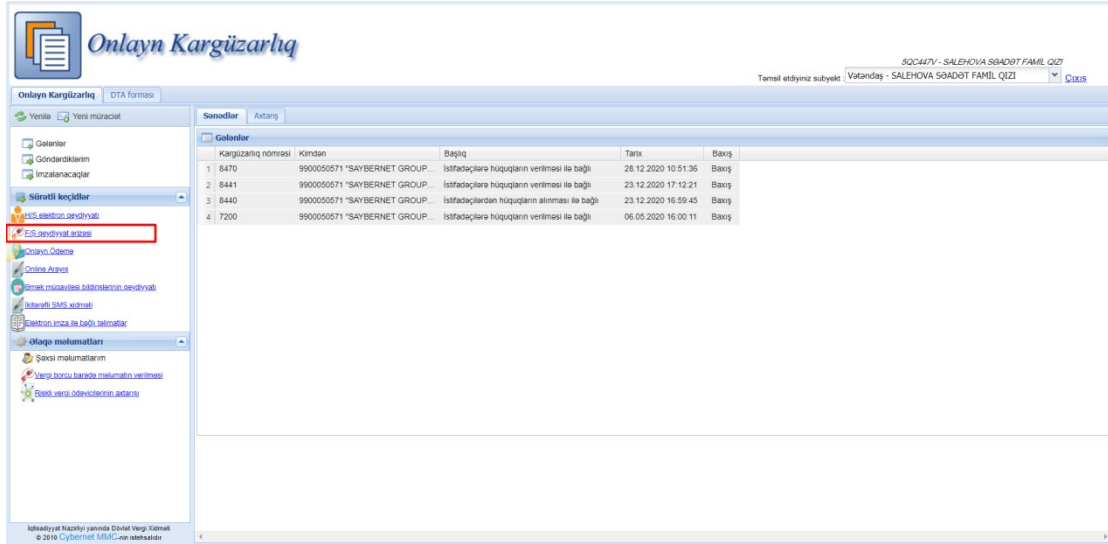 Onlayn Kargüzarlıq
5QC447V - SALEHOVA SƏADƏT FAMİL QIZI
Təmsil etdiyiniz subyekt : Vətəndaş - SALEHOVA SƏADƏT FAMİL QIZI Çıxış
Onlayn Kargüzarlıq DTA forması
Yenilə Yeni müraciət
Gələnlər
Göndərdiklərim
İmzalanacaqlar
Sürətli keçidlər
H/S elektron qeydiyyatı
F/S qeydiyyat ərizəsi
Onlayn Ödəmə
Online Arayış
Əmək müqaviləsi bildirişlərinin qeydiyyatı
İkitərəfli SMS xidməti
Elektron imza ilə bağlı təlimatlar
Əlaqə məlumatları
Şəxsi məlumatlarım
Vergi borcu barədə məlumatın verilməsi
Riskli vergi ödəyicilərinin axtarışı
İqtisadiyyat Nazirliyi yanında Dövlət Vergi Xidməti
© 2010 Cybernet MMC-nin istehsalıdır
Sənədlər Axtarış
Gələnlər
Kargüzarlıq nömrəsi Kimdən Başlıq Tarix Baxış
1 8470 9900050571 "SAYBERNET GROUP... İstifadəçilərə hüquqların verilməsi ilə bağlı 28.12.2020 10:51:36 Baxış
2 8441 9900050571 "SAYBERNET GROUP... İstifadəçilərə hüquqların verilməsi ilə bağlı 23.12.2020 17:12:21 Baxış
3 8440 9900050571 "SAYBERNET GROUP... İstifadəçilərdən hüquqların alınması ilə bağlı 23.12.2020 16:59:45 Baxış
4 7200 9900050571 "SAYBERNET GROUP... İstifadəçilərə hüquqların verilməsi ilə bağlı 06.05.2020 16:00:11 Baxış